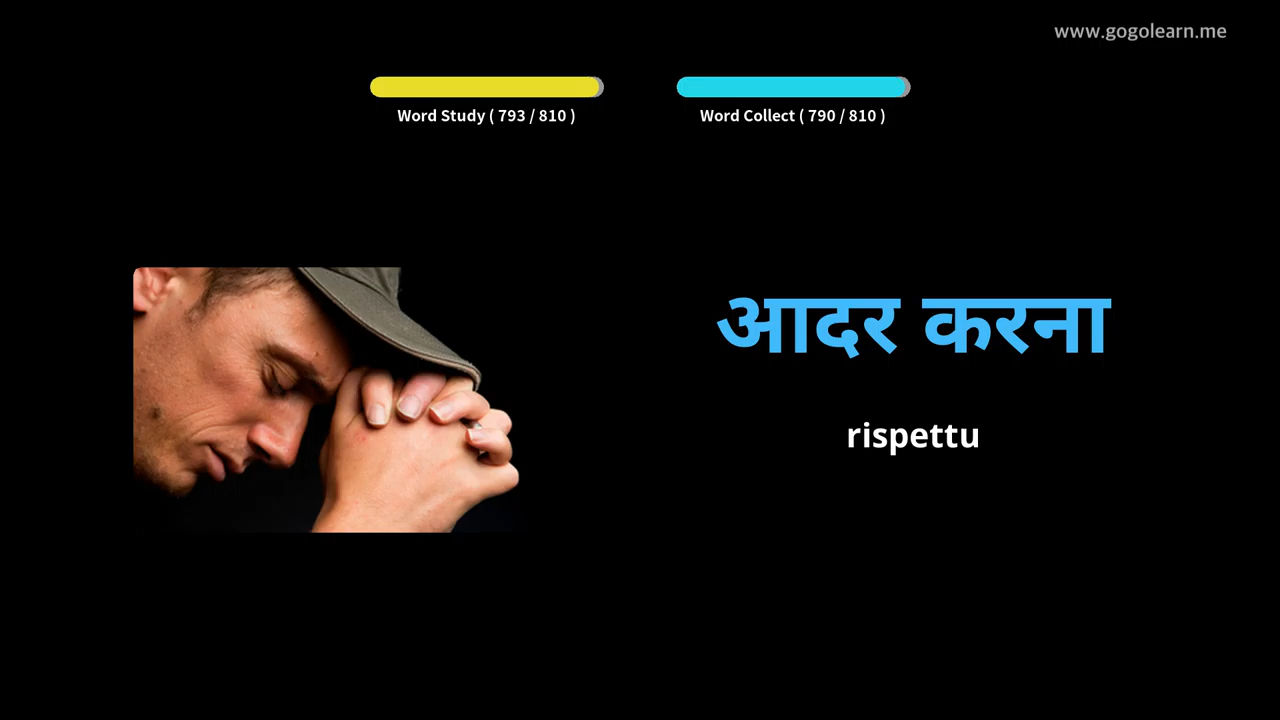 www.gogolearn.me
Word Study ( 793 / 810 )
Word Collect ( 790 / 810 )
आदर करना
rispettu